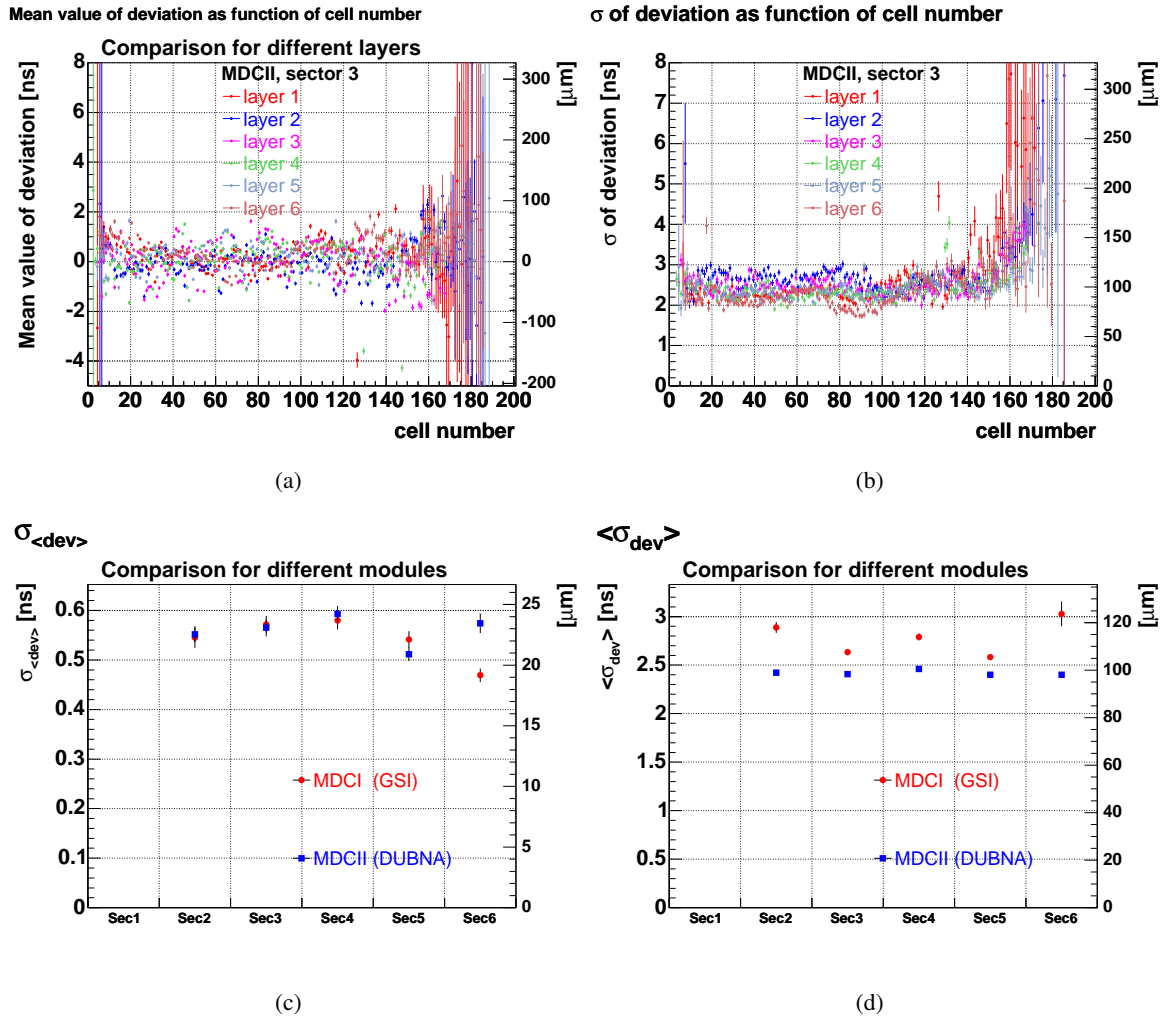 Mean value of deviation as function of cell number
Comparison for different layers
Mean value of deviation [ns]
8
6
4
2
0
-2
-4
MDCII, sector 3
layer 1
layer 2
layer 3
layer 4
layer 5
layer 6
[μm]
300
200
100
0
-100
-200
0 20 40 60 80 100 120 140 160 180 200
cell number
(a)
σ of deviation as function of cell number
σ of deviation [ns]
8
7
6
5
4
3
2
1
0
MDCII, sector 3
layer 1
layer 2
layer 3
layer 4
layer 5
layer 6
[μm]
300
250
200
150
100
50
0
0 20 40 60 80 100 120 140 160 180 200
cell number
(b)
σ<dev>
Comparison for different modules
σ<dev> [ns]
0.6
0.5
0.4
0.3
0.2
0.1
0
MDCI (GSI)
MDCII (DUBNA)
[μm]
25
20
15
10
5
0
Sec1 Sec2 Sec3 Sec4 Sec5 Sec6
(c)
<σdev>
Comparison for different modules
<σdev> [ns]
3
2.5
2
1.5
1
0.5
0
MDCI (GSI)
MDCII (DUBNA)
[μm]
120
100
80
60
40
20
0
Sec1 Sec2 Sec3 Sec4 Sec5 Sec6
(d)